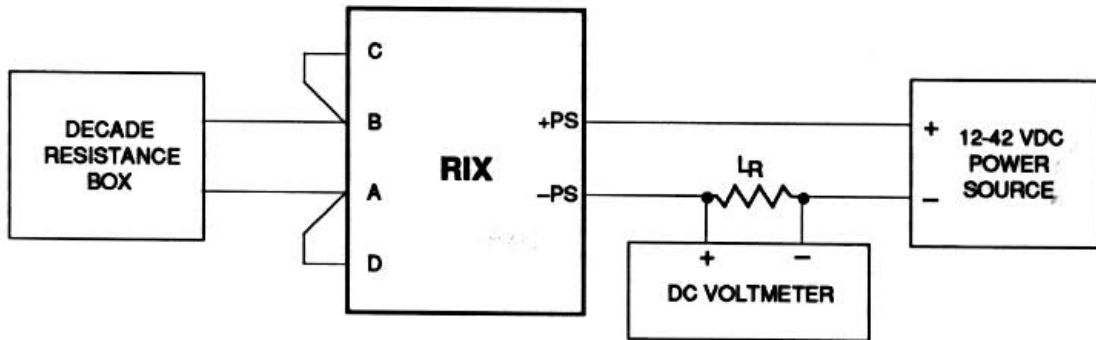 DECADE
RESISTANCE
BOX
C
B
A
D
RIX
+PS
−PS
LR
+
−
DC VOLTMETER
+
−
12-42 VDC
POWER
SOURCE